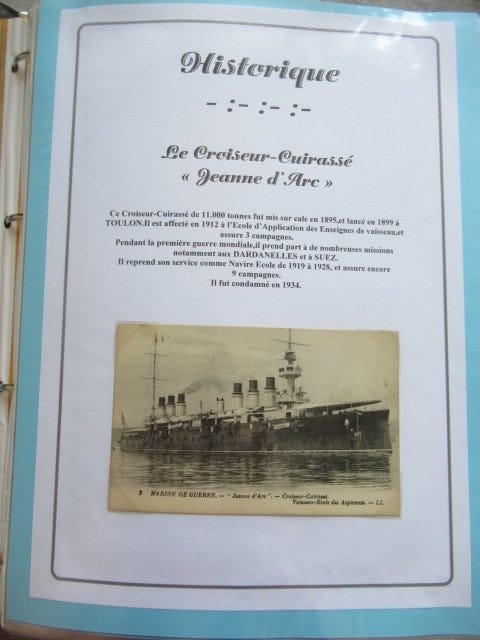 Historique
- :- :- :-
Le Croiseur-Cuirassé
« Jeanne d'Arc »
Ce Croiseur-Cuirassé de 11.000 tonnes fut mis sur cale en 1895,et lancé en 1899 à
TOULON.Il est affecté en 1912 à l'Ecole d'Application des Enseignes de vaisseau,et
assure 3 campagnes.
Pendant la première guerre mondiale,il prend part à de nombreuses missions
notamment aux DARDANELLES et à SUEZ.
Il reprend son service comme Navire Ecole de 1919 à 1928, et assure encore
9 campagnes.
Il fut condamné en 1934.
3 MARINE DE GUERRE. - "Jeanne d'Arc". - Croiseur-Cuirassé.
Vaisseau-Ecole des Aspirants. - LL